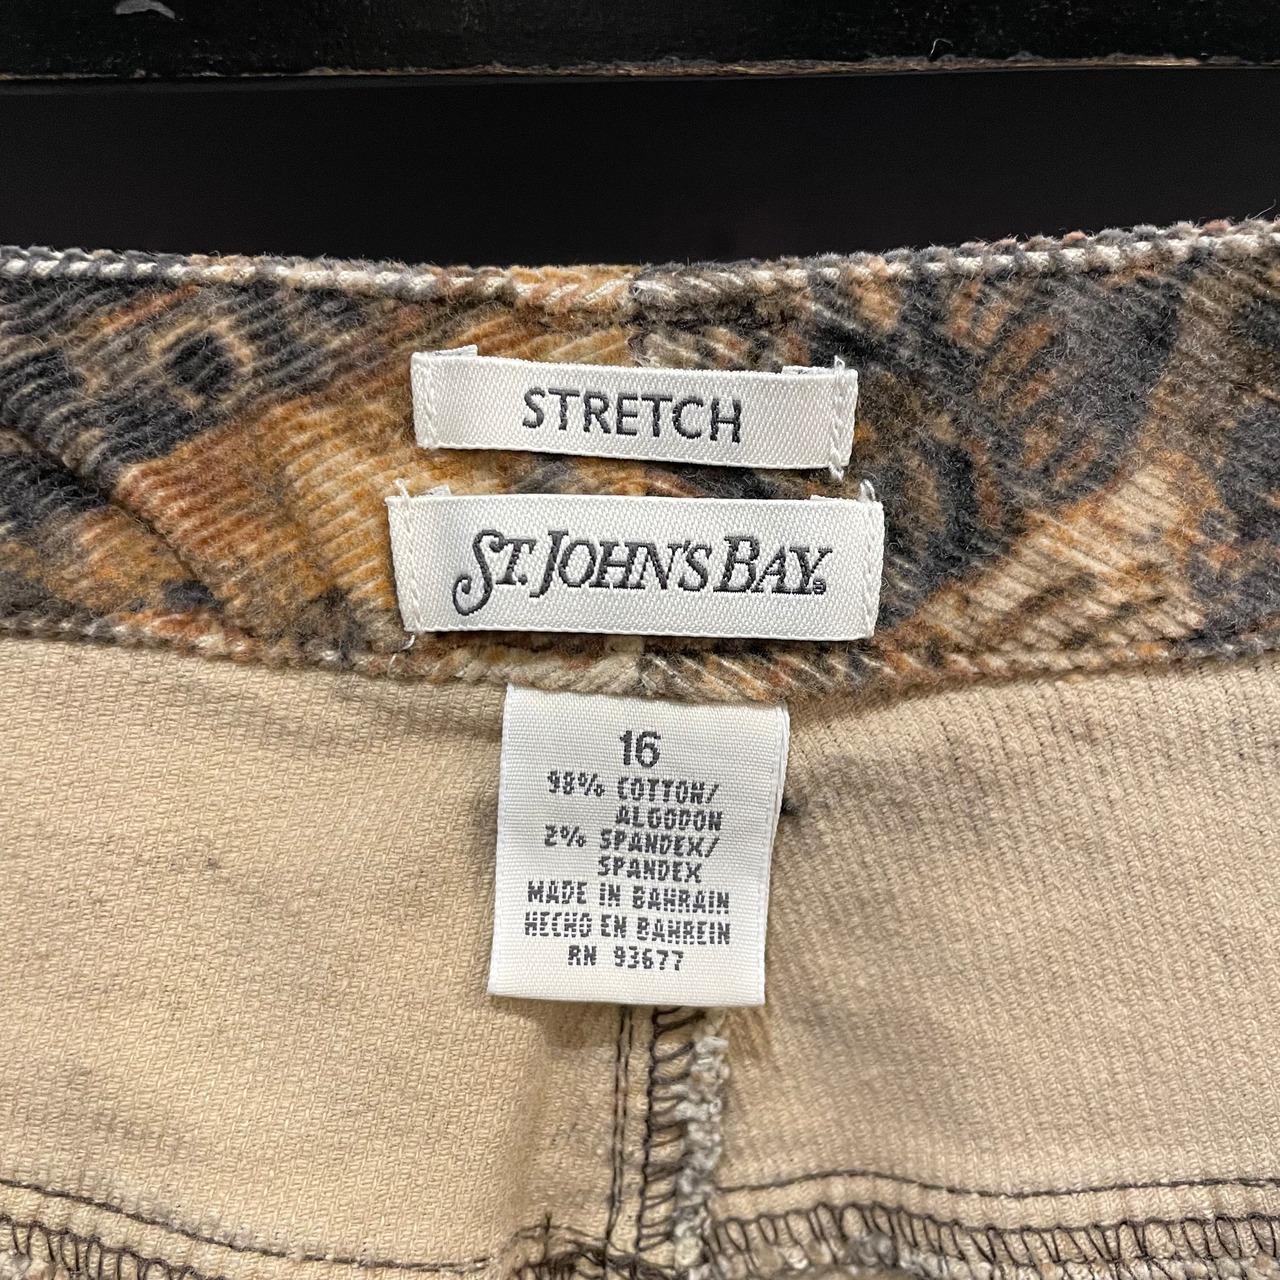 STRETCH
ST. JOHN'S BAY®
16
98% COTTON/
ALGODON
2% SPANDEX/
SPANDEX
MADE IN BAHRAIN
HECHO EN BAHREIN
RN 93677